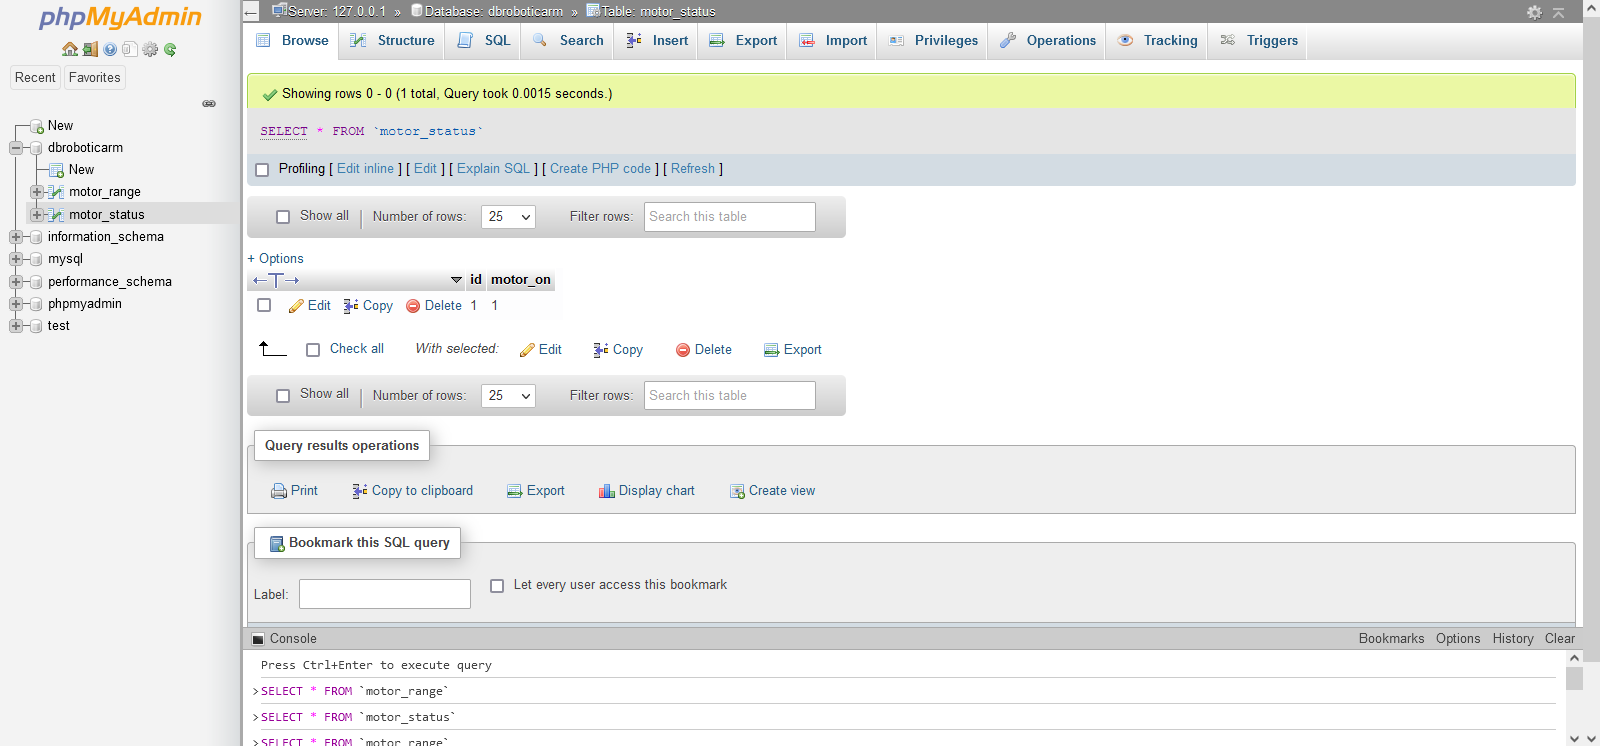 phpMyAdmin
Recent Favorites
New
dbroboticarm
New
motor_range
motor_status
information_schema
mysql
performance_schema
phpmyadmin
test
Server: 127.0.0.1 » Database: dbroboticarm » Table: motor_status
Browse Structure SQL Search Insert Export Import Privileges Operations Tracking Triggers
Showing rows 0 - 0 (1 total, Query took 0.0015 seconds.)
SELECT * FROM `motor_status`
Profiling [ Edit inline ] [ Edit ] [ Explain SQL ] [ Create PHP code ] [ Refresh ]
Show all Number of rows: 25 Filter rows: Search this table
+ Options
←T→ id motor_on
Edit Copy Delete 1 1
Check all With selected: Edit Copy Delete Export
Show all Number of rows: 25 Filter rows: Search this table
Query results operations
Print Copy to clipboard Export Display chart Create view
Bookmark this SQL query
Label: Let every user access this bookmark
Console Bookmarks Options History Clear
Press Ctrl+Enter to execute query
>SELECT * FROM `motor_range`
>SELECT * FROM `motor_status`
>SELECT * FROM `motor_range`